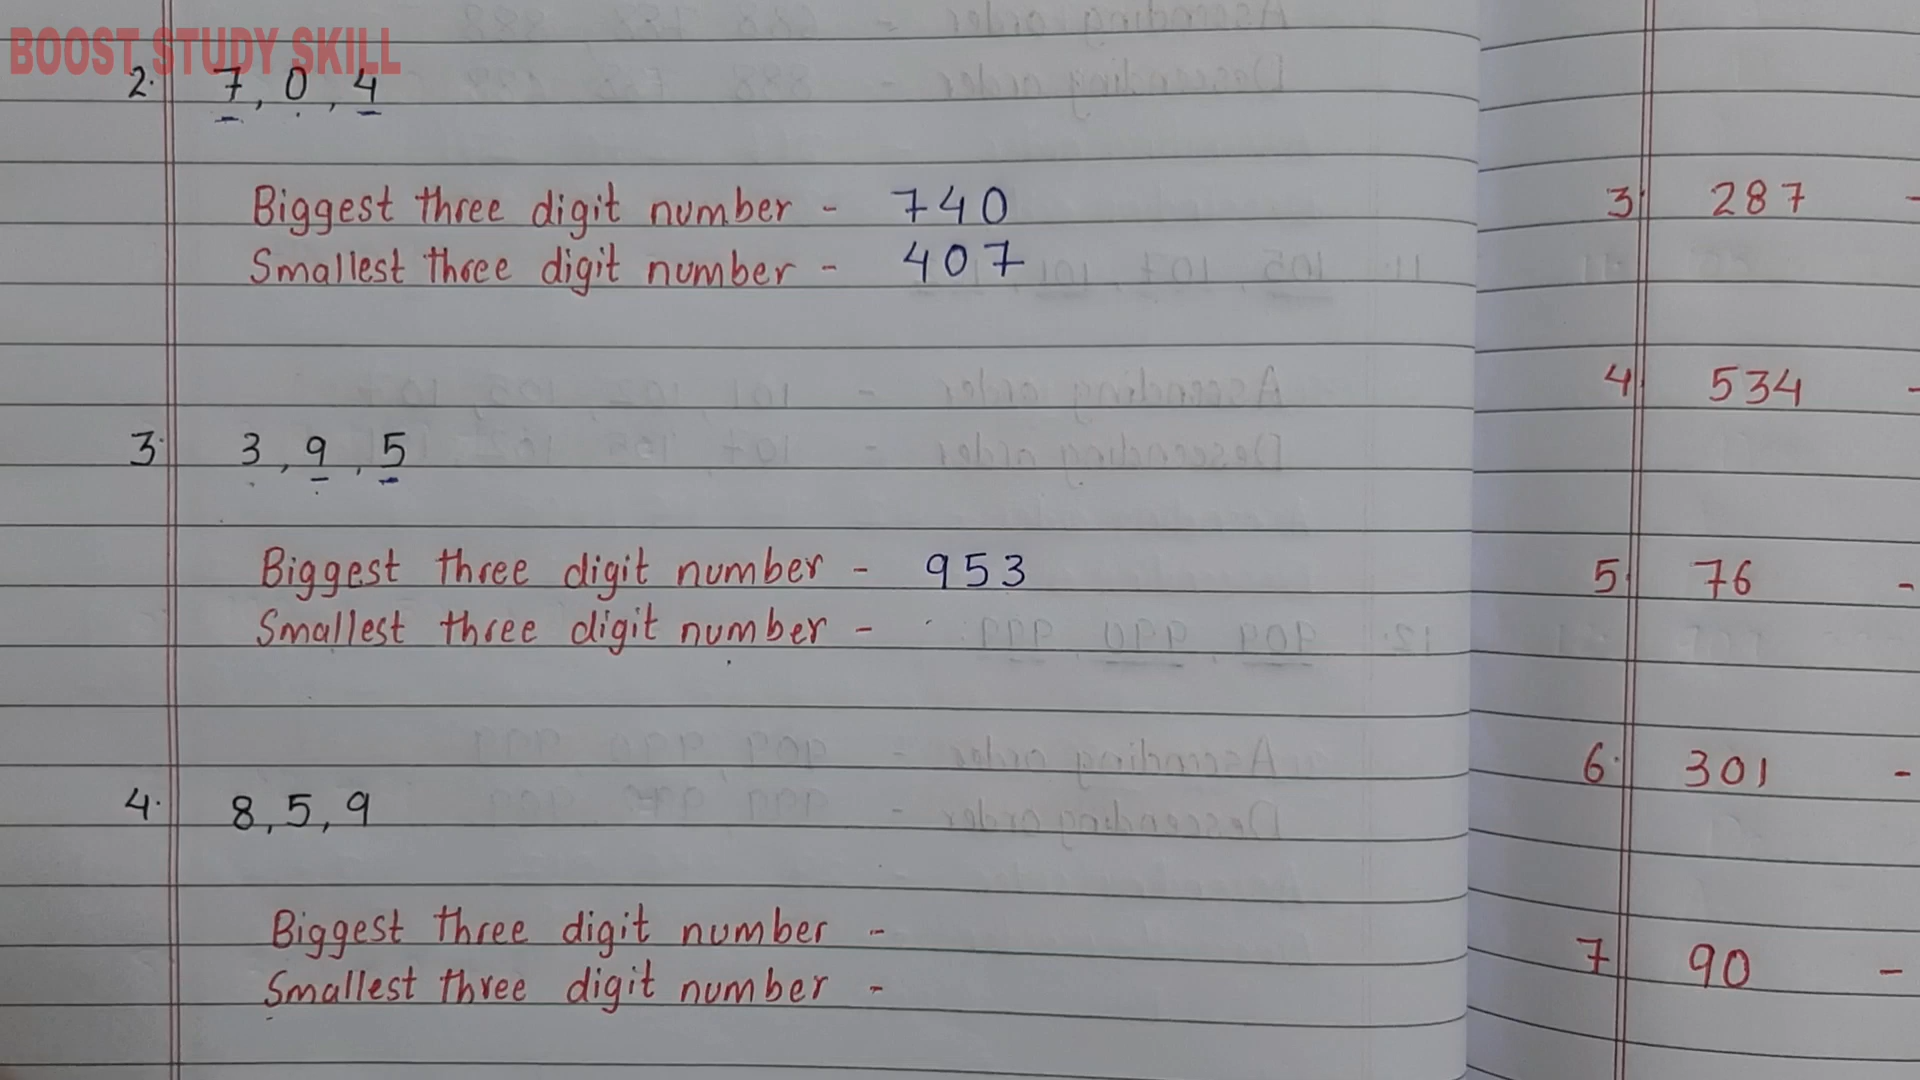 BOOST STUDY SKILL
2. 7, 0, 4
Biggest three digit number - 740
Smallest three digit number - 407
3. 3, 9, 5
Biggest three digit number - 953
Smallest three digit number -
4. 8, 5, 9
Biggest three digit number -
Smallest three digit number -
3. 287 -
4. 534 -
5. 76 -
6. 301 -
7 90 -